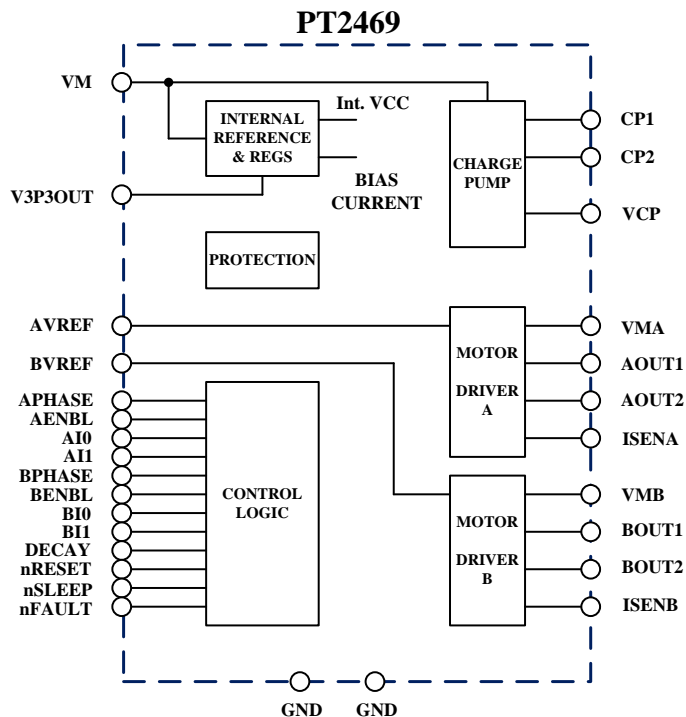 PT2469
VM
V3P3OUT
INTERNAL
REFERENCE
& REGS
Int. VCC
BIAS
CURRENT
CHARGE
PUMP
CP1
CP2
VCP
PROTECTION
AVREF
BVREF
MOTOR
DRIVER
A
VMA
AOUT1
AOUT2
ISENA
APHASE
AENBL
AI0
AI1
BPHASE
BENBL
BI0
BI1
DECAY
nRESET
nSLEEP
nFAULT
CONTROL
LOGIC
MOTOR
DRIVER
B
VMB
BOUT1
BOUT2
ISENB
GND
GND